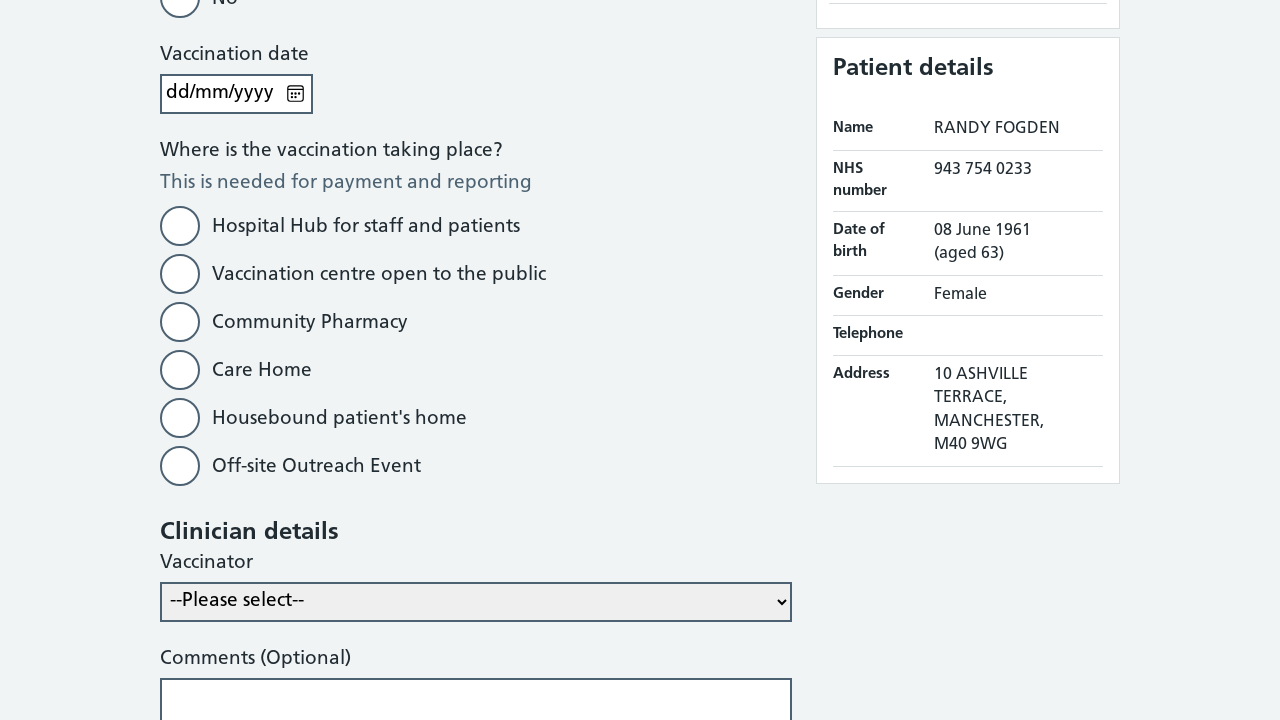 No
Vaccination date
dd/mm/yyyy
Where is the vaccination taking place?
This is needed for payment and reporting
Hospital Hub for staff and patients
Vaccination centre open to the public
Community Pharmacy
Care Home
Housebound patient's home
Off-site Outreach Event
Clinician details
Vaccinator
--Please select--
Comments (Optional)
Patient details
Name RANDY FOGDEN
NHS number 943 754 0233
Date of birth 08 June 1961
(aged 63)
Gender Female
Telephone
Address 10 ASHVILLE
TERRACE,
MANCHESTER,
M40 9WG